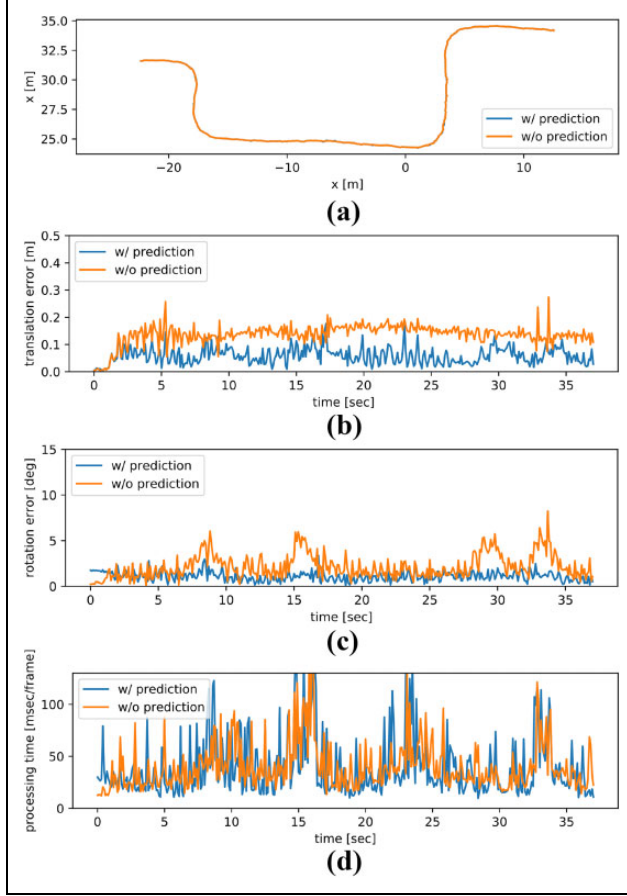 35.0
32.5
30.0
27.5
25.0
x [m]
w/ prediction
w/o prediction
−20
−10
0
10
x [m]
(a)
0.5
0.4
0.3
0.2
0.1
0.0
translation error [m]
w/ prediction
w/o prediction
0
5
10
15
20
25
30
35
time [sec]
(b)
15
10
5
0
rotation error [deg]
w/ prediction
w/o prediction
0
5
10
15
20
25
30
35
time [sec]
(c)
100
50
0
processing time [msec/frame]
w/ prediction
w/o prediction
0
5
10
15
20
25
30
35
time [sec]
(d)